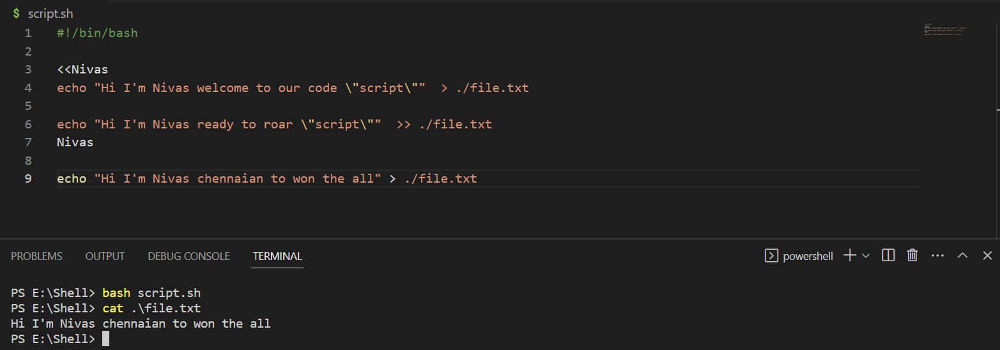 $ script.sh
1 #!/bin/bash
2
3 <<Nivas
4 echo "Hi I'm Nivas welcome to our code \"script\""  > ./file.txt
5
6 echo "Hi I'm Nivas ready to roar \"script\""  >> ./file.txt
7 Nivas
8
9 echo "Hi I'm Nivas chennaian to won the all" > ./file.txt
PROBLEMS OUTPUT DEBUG CONSOLE TERMINAL powershell
PS E:\Shell> bash script.sh
PS E:\Shell> cat .\file.txt
Hi I'm Nivas chennaian to won the all
PS E:\Shell>